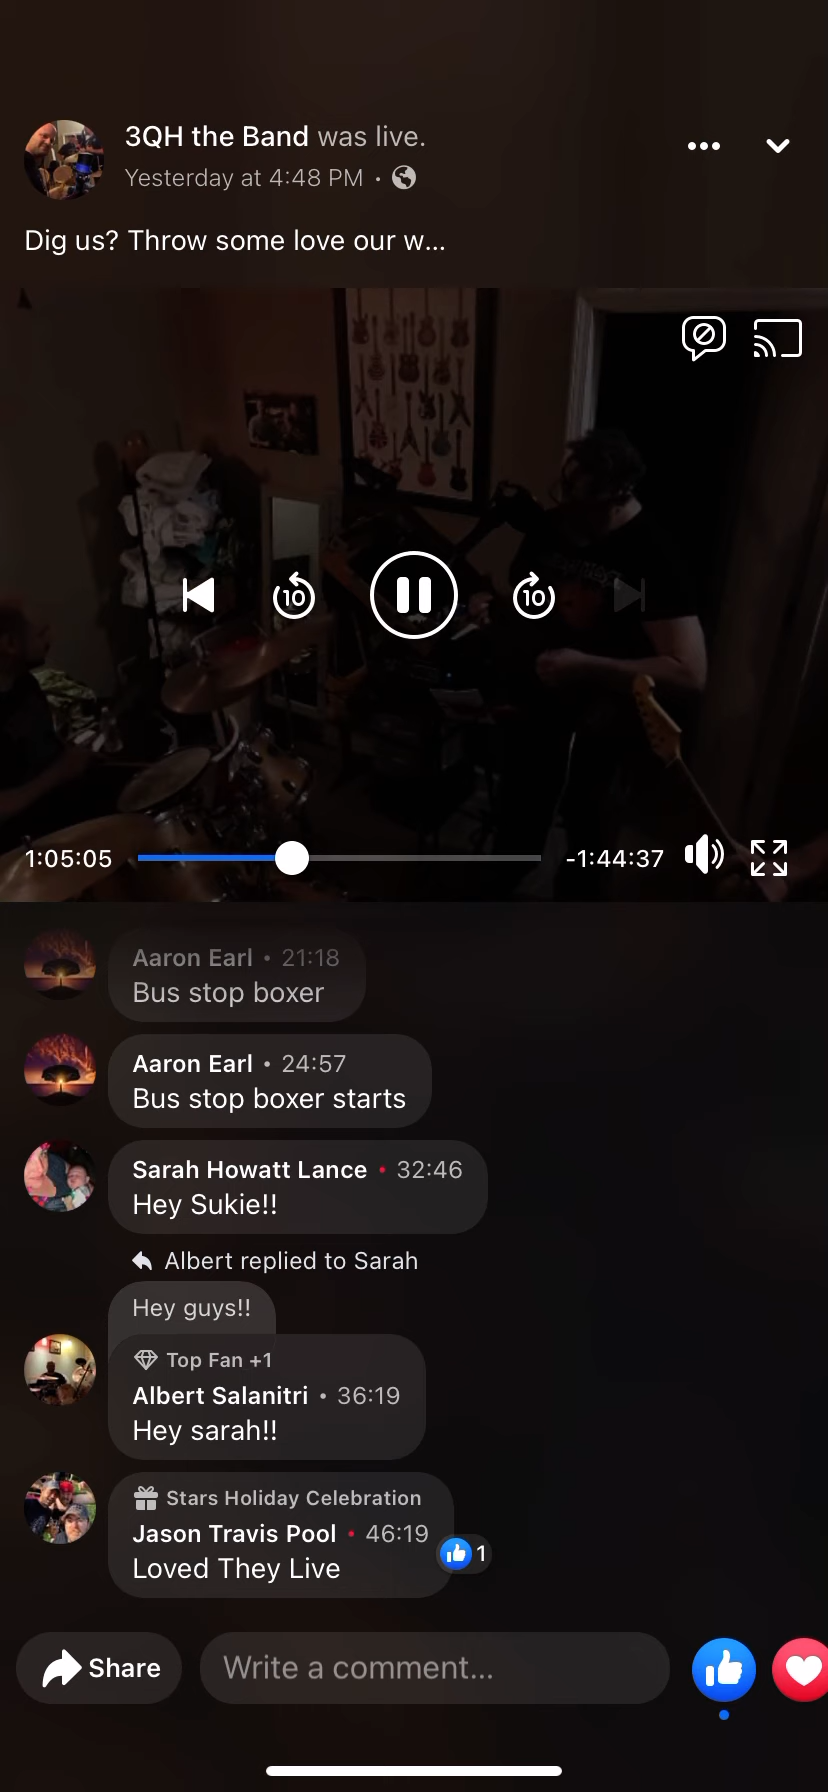 3QH the Band was live.
Yesterday at 4:48 PM ·
Dig us? Throw some love our w...
10
10
1:05:05
-1:44:37
Aaron Earl • 21:18
Bus stop boxer
Aaron Earl • 24:57
Bus stop boxer starts
Sarah Howatt Lance • 32:46
Hey Sukie!!
Albert replied to Sarah
Hey guys!!
Top Fan +1
Albert Salanitri • 36:19
Hey sarah!!
Stars Holiday Celebration
Jason Travis Pool • 46:19
1
Loved They Live
Share
Write a comment...